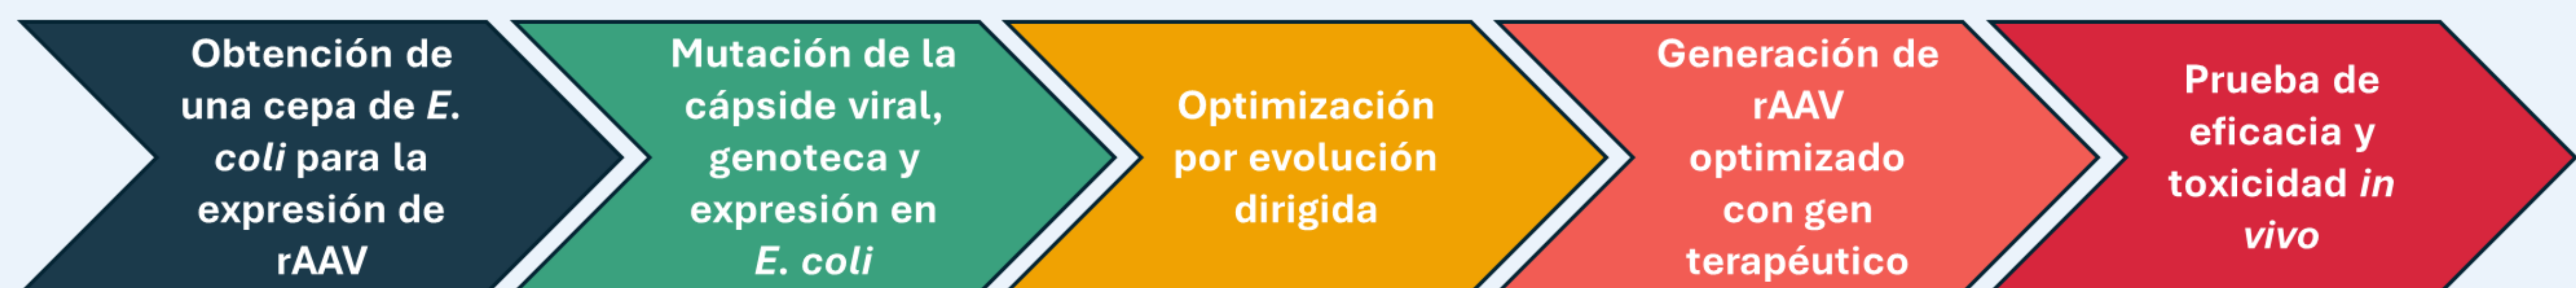 Obtención de
una cepa de E.
coli para la
expresión de
rAAV
Mutación de la
cápside viral,
genoteca y
expresión en
E. coli
Optimización
por evolución
dirigida
Generación de
rAAV
optimizado
con gen
terapéutico
Prueba de
eficacia y
toxicidad in
vivo